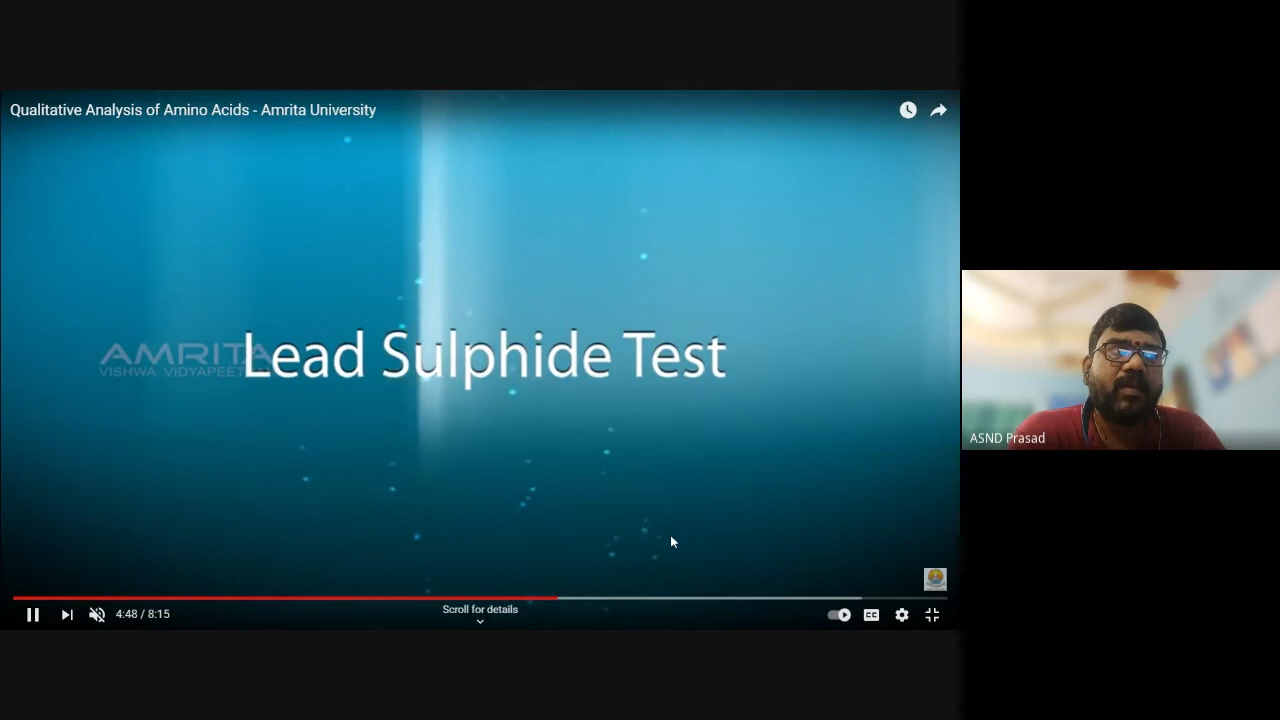 Qualitative Analysis of Amino Acids - Amrita University
AMRITA
VISHWA VIDYAPEET
Lead Sulphide Test
ASND Prasad
Scroll for details
4:48 / 8:15
CC